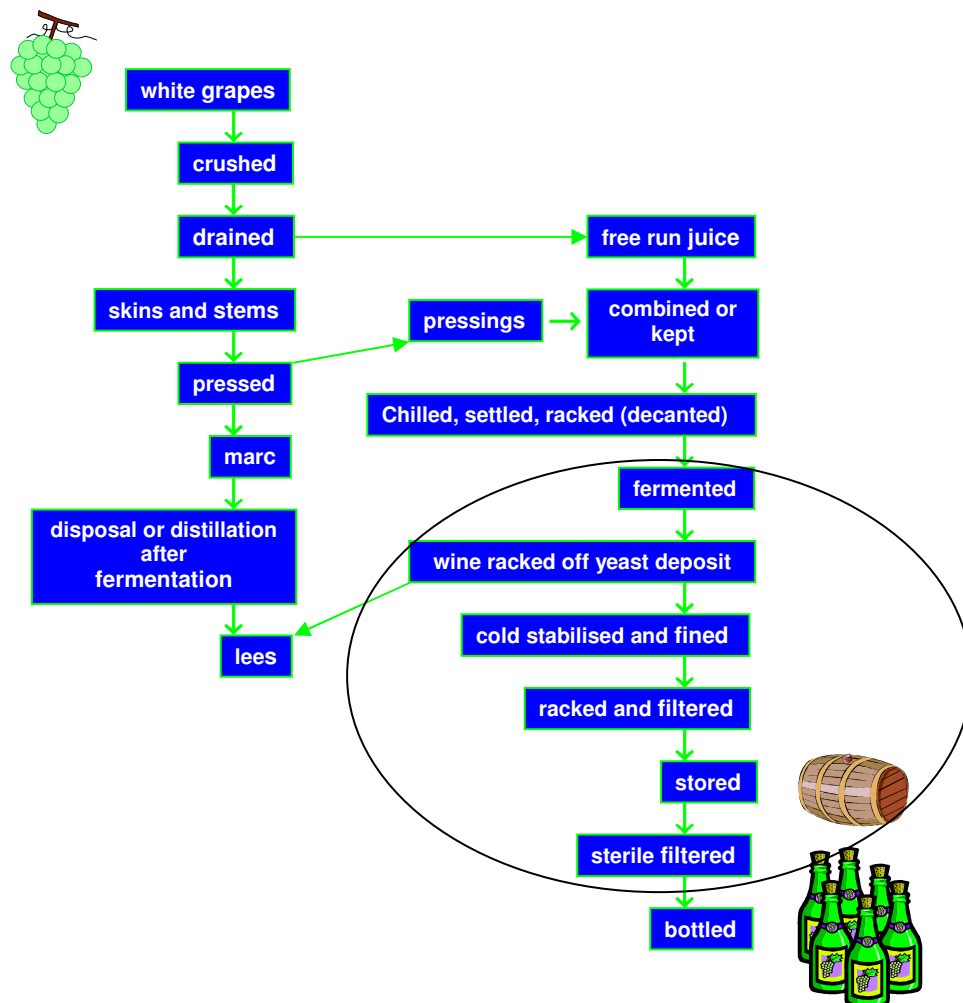 white grapes
crushed
drained
free run juice
skins and stems
pressings
combined or
kept
pressed
Chilled, settled, racked (decanted)
marc
fermented
disposal or distillation
after
fermentation
wine racked off yeast deposit
cold stabilised and fined
lees
racked and filtered
stored
sterile filtered
bottled